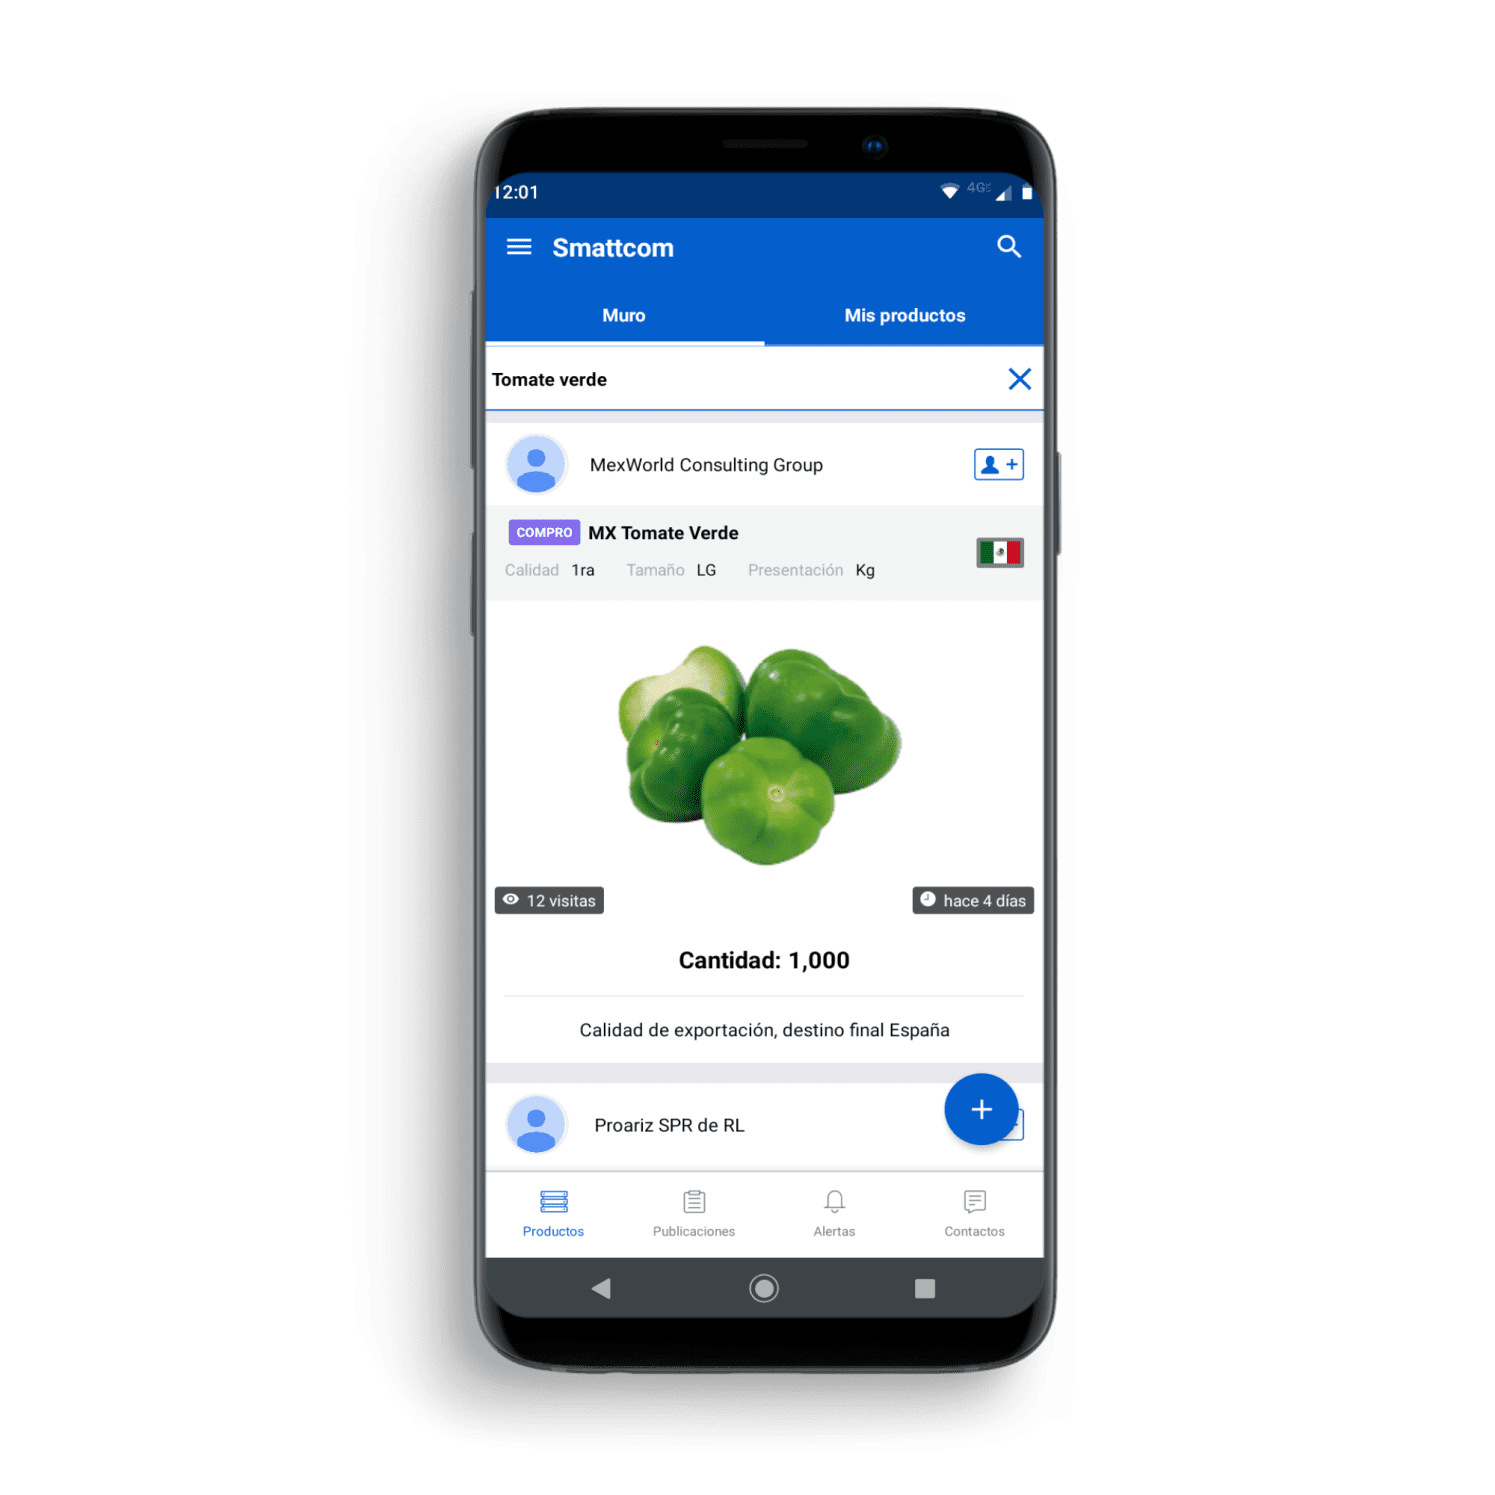 12:01 4G
Smattcom
Muro Mis productos
Tomate verde
MexWorld Consulting Group
COMPRO MX Tomate Verde
Calidad 1ra Tamaño LG Presentación Kg
12 visitas hace 4 días
Cantidad: 1,000
Calidad de exportación, destino final España
Proariz SPR de RL
Productos Publicaciones Alertas Contactos